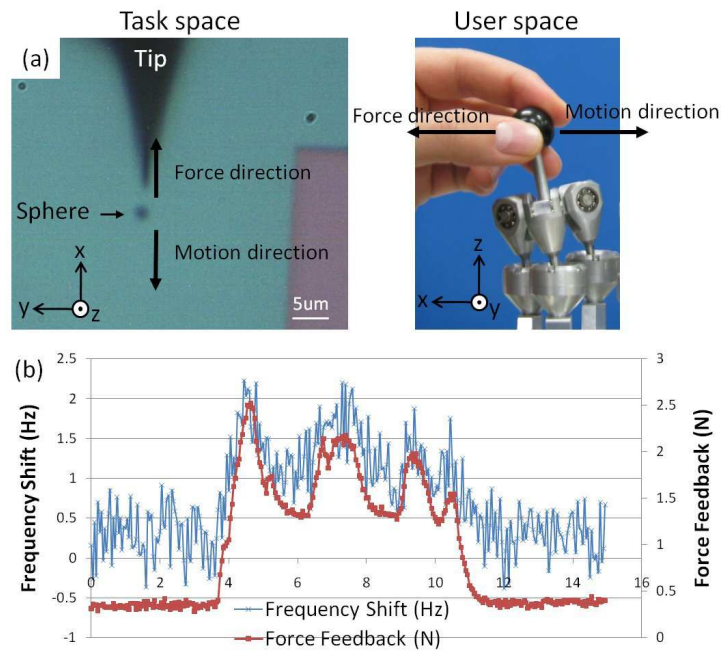 Task space
User space
(a)
Tip
Force direction
Motion direction
Sphere
x
y
z
5um
Force direction
Motion direction
z
x
y
(b)
Frequency Shift (Hz)
2.5
2
1.5
1
0.5
0
-0.5
-1
0 2 4 6 8 10 12 14 16
3
2.5
2
1.5
1
0.5
0
Force Feedback (N)
Frequency Shift (Hz)
Force Feedback (N)